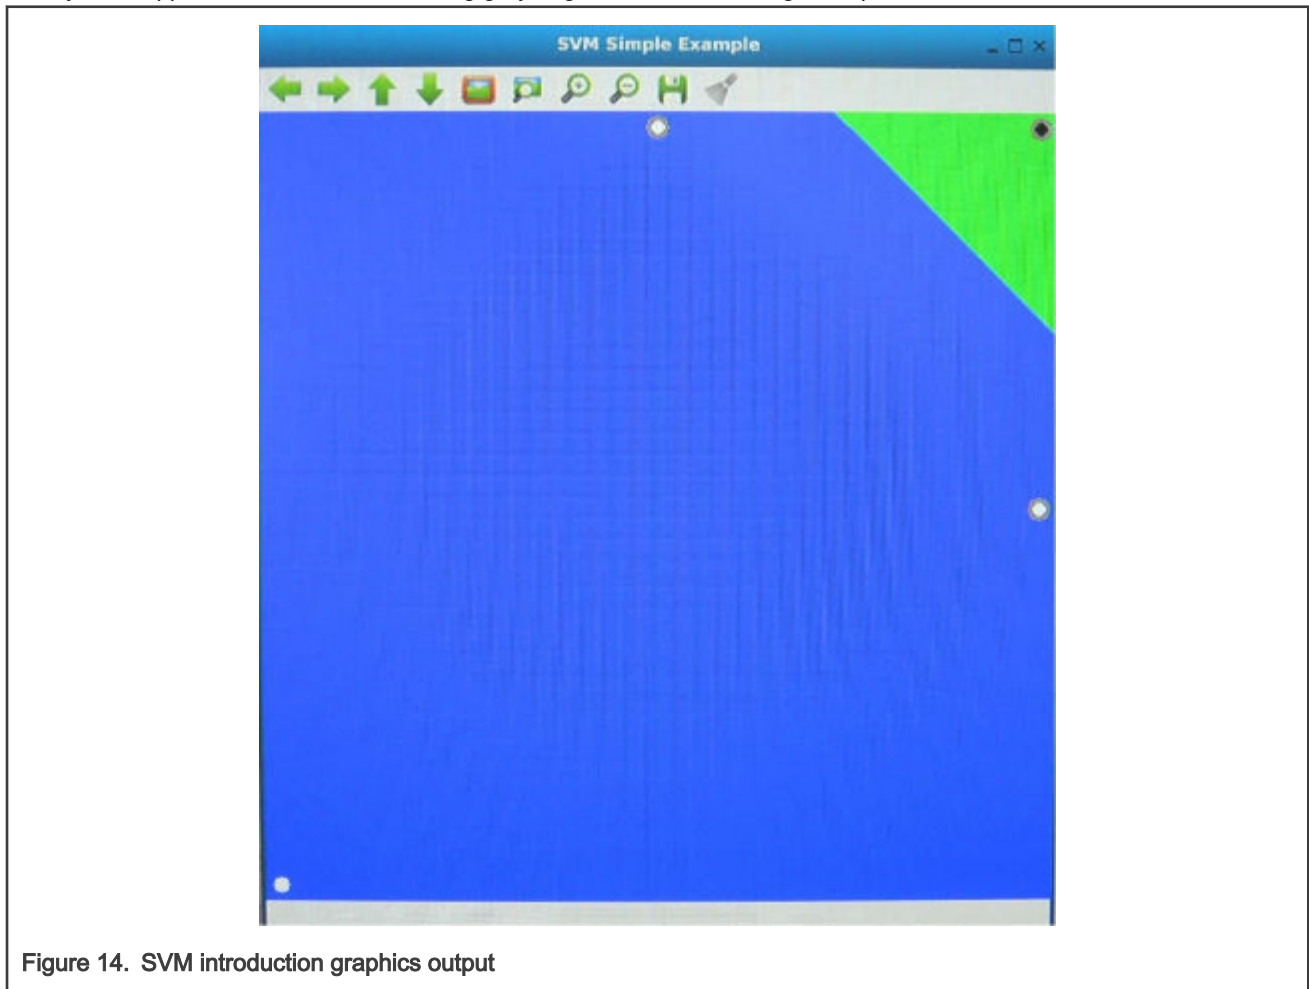 SVM Simple Example
Figure 14. SVM introduction graphics output